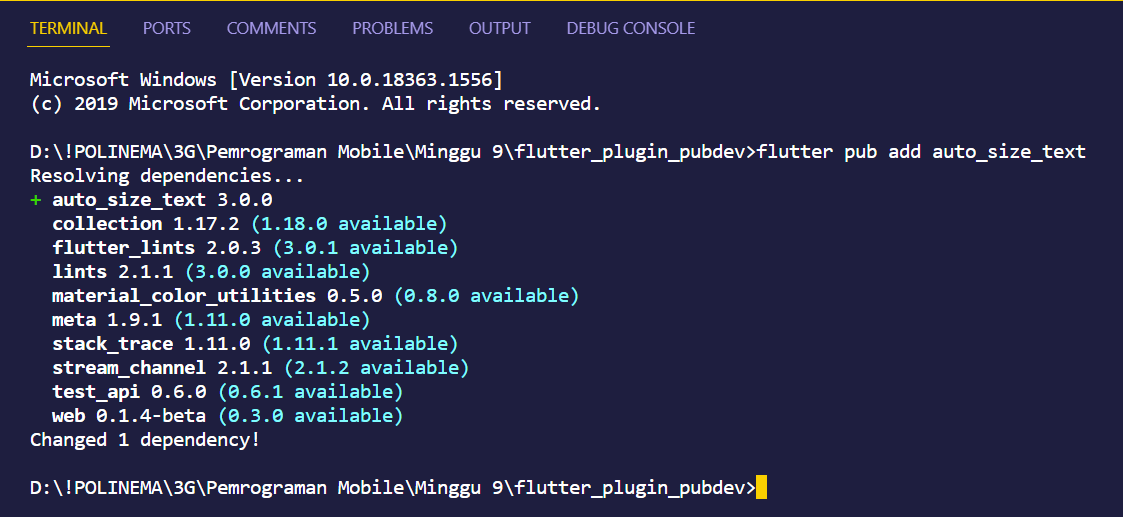 TERMINAL PORTS COMMENTS PROBLEMS OUTPUT DEBUG CONSOLE
Microsoft Windows [Version 10.0.18363.1556]
(c) 2019 Microsoft Corporation. All rights reserved.
D:\!POLINEMA\3G\Pemrograman Mobile\Minggu 9\flutter_plugin_pubdev>flutter pub add auto_size_text
Resolving dependencies...
+ auto_size_text 3.0.0
collection 1.17.2 (1.18.0 available)
flutter_lints 2.0.3 (3.0.1 available)
lints 2.1.1 (3.0.0 available)
material_color_utilities 0.5.0 (0.8.0 available)
meta 1.9.1 (1.11.0 available)
stack_trace 1.11.0 (1.11.1 available)
stream_channel 2.1.1 (2.1.2 available)
test_api 0.6.0 (0.6.1 available)
web 0.1.4-beta (0.3.0 available)
Changed 1 dependency!
D:\!POLINEMA\3G\Pemrograman Mobile\Minggu 9\flutter_plugin_pubdev>